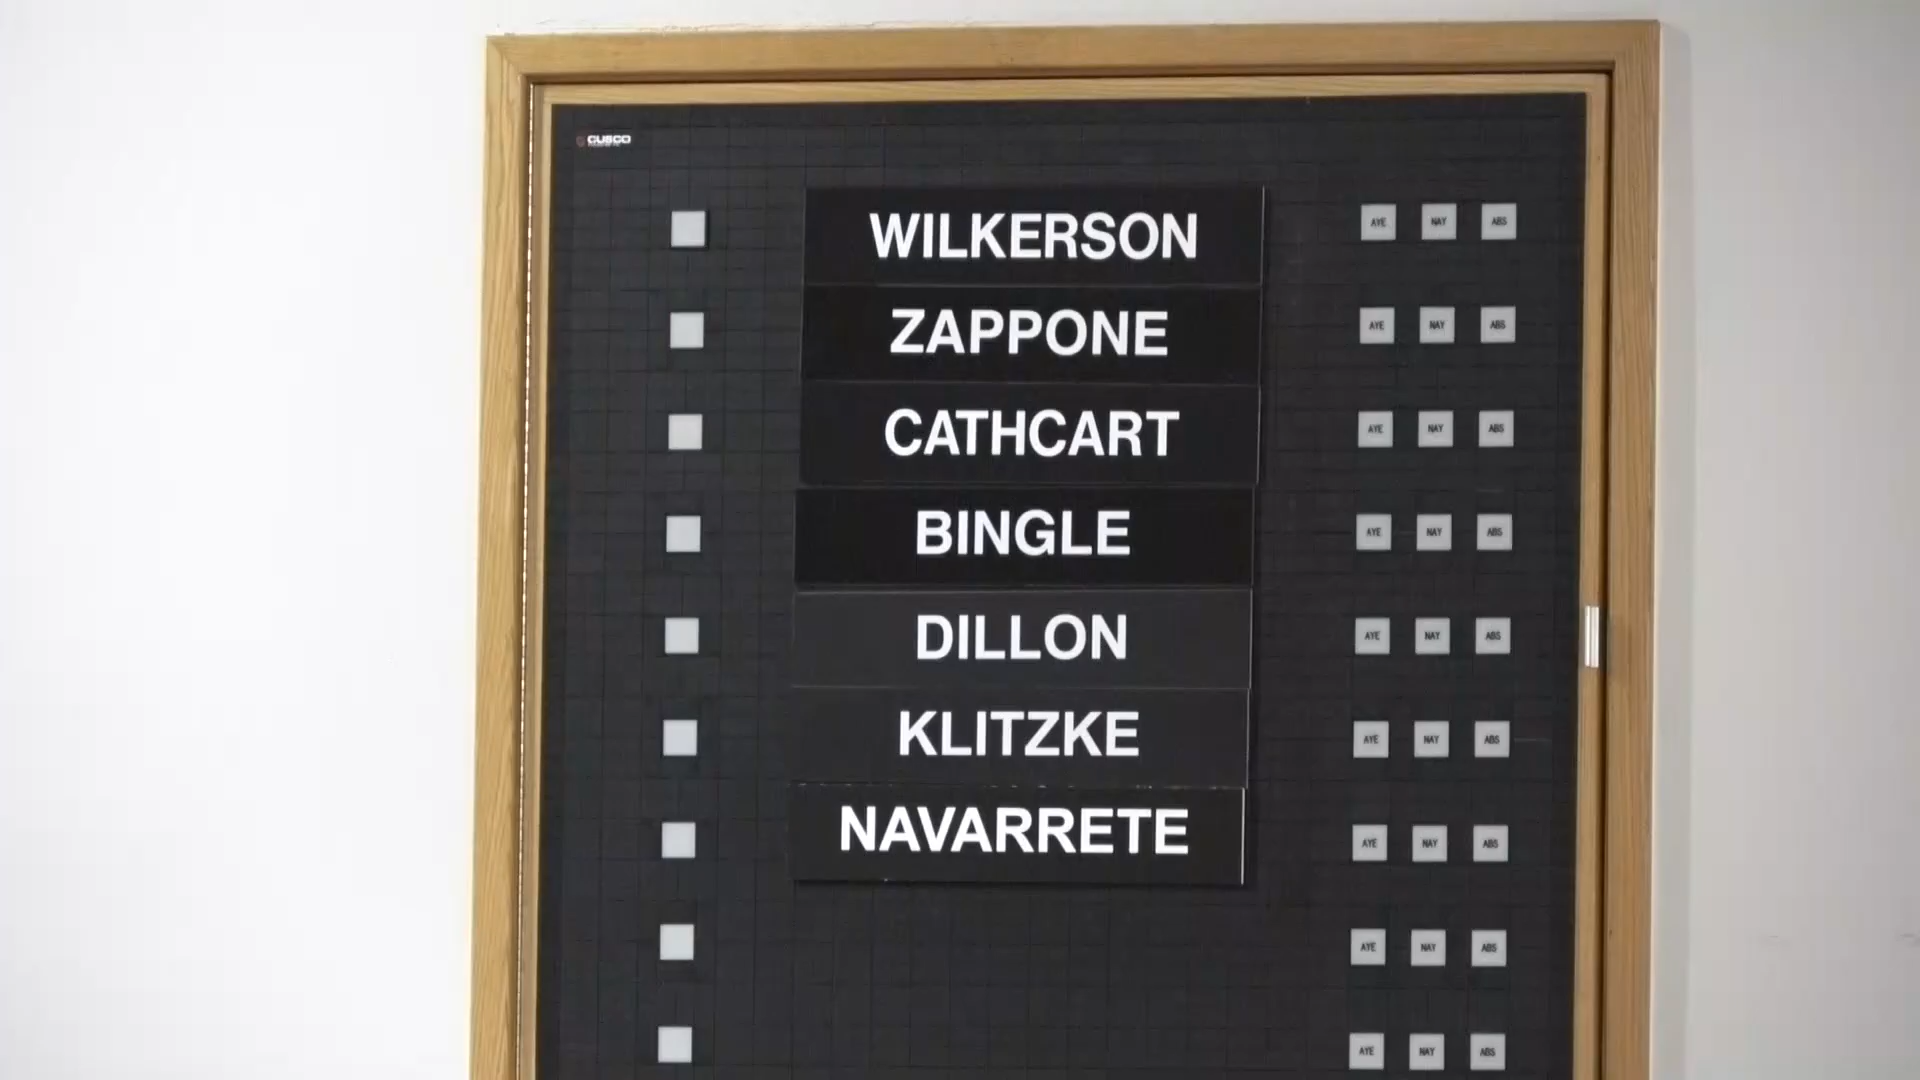 CUSCO
WILKERSON AYE NAY ABS
ZAPPONE AYE NAY ABS
CATHCART AYE NAY ABS
BINGLE AYE NAY ABS
DILLON AYE NAY ABS
KLITZKE AYE NAY ABS
NAVARRETE AYE NAY ABS
AYE NAY ABS
AYE NAY ABS